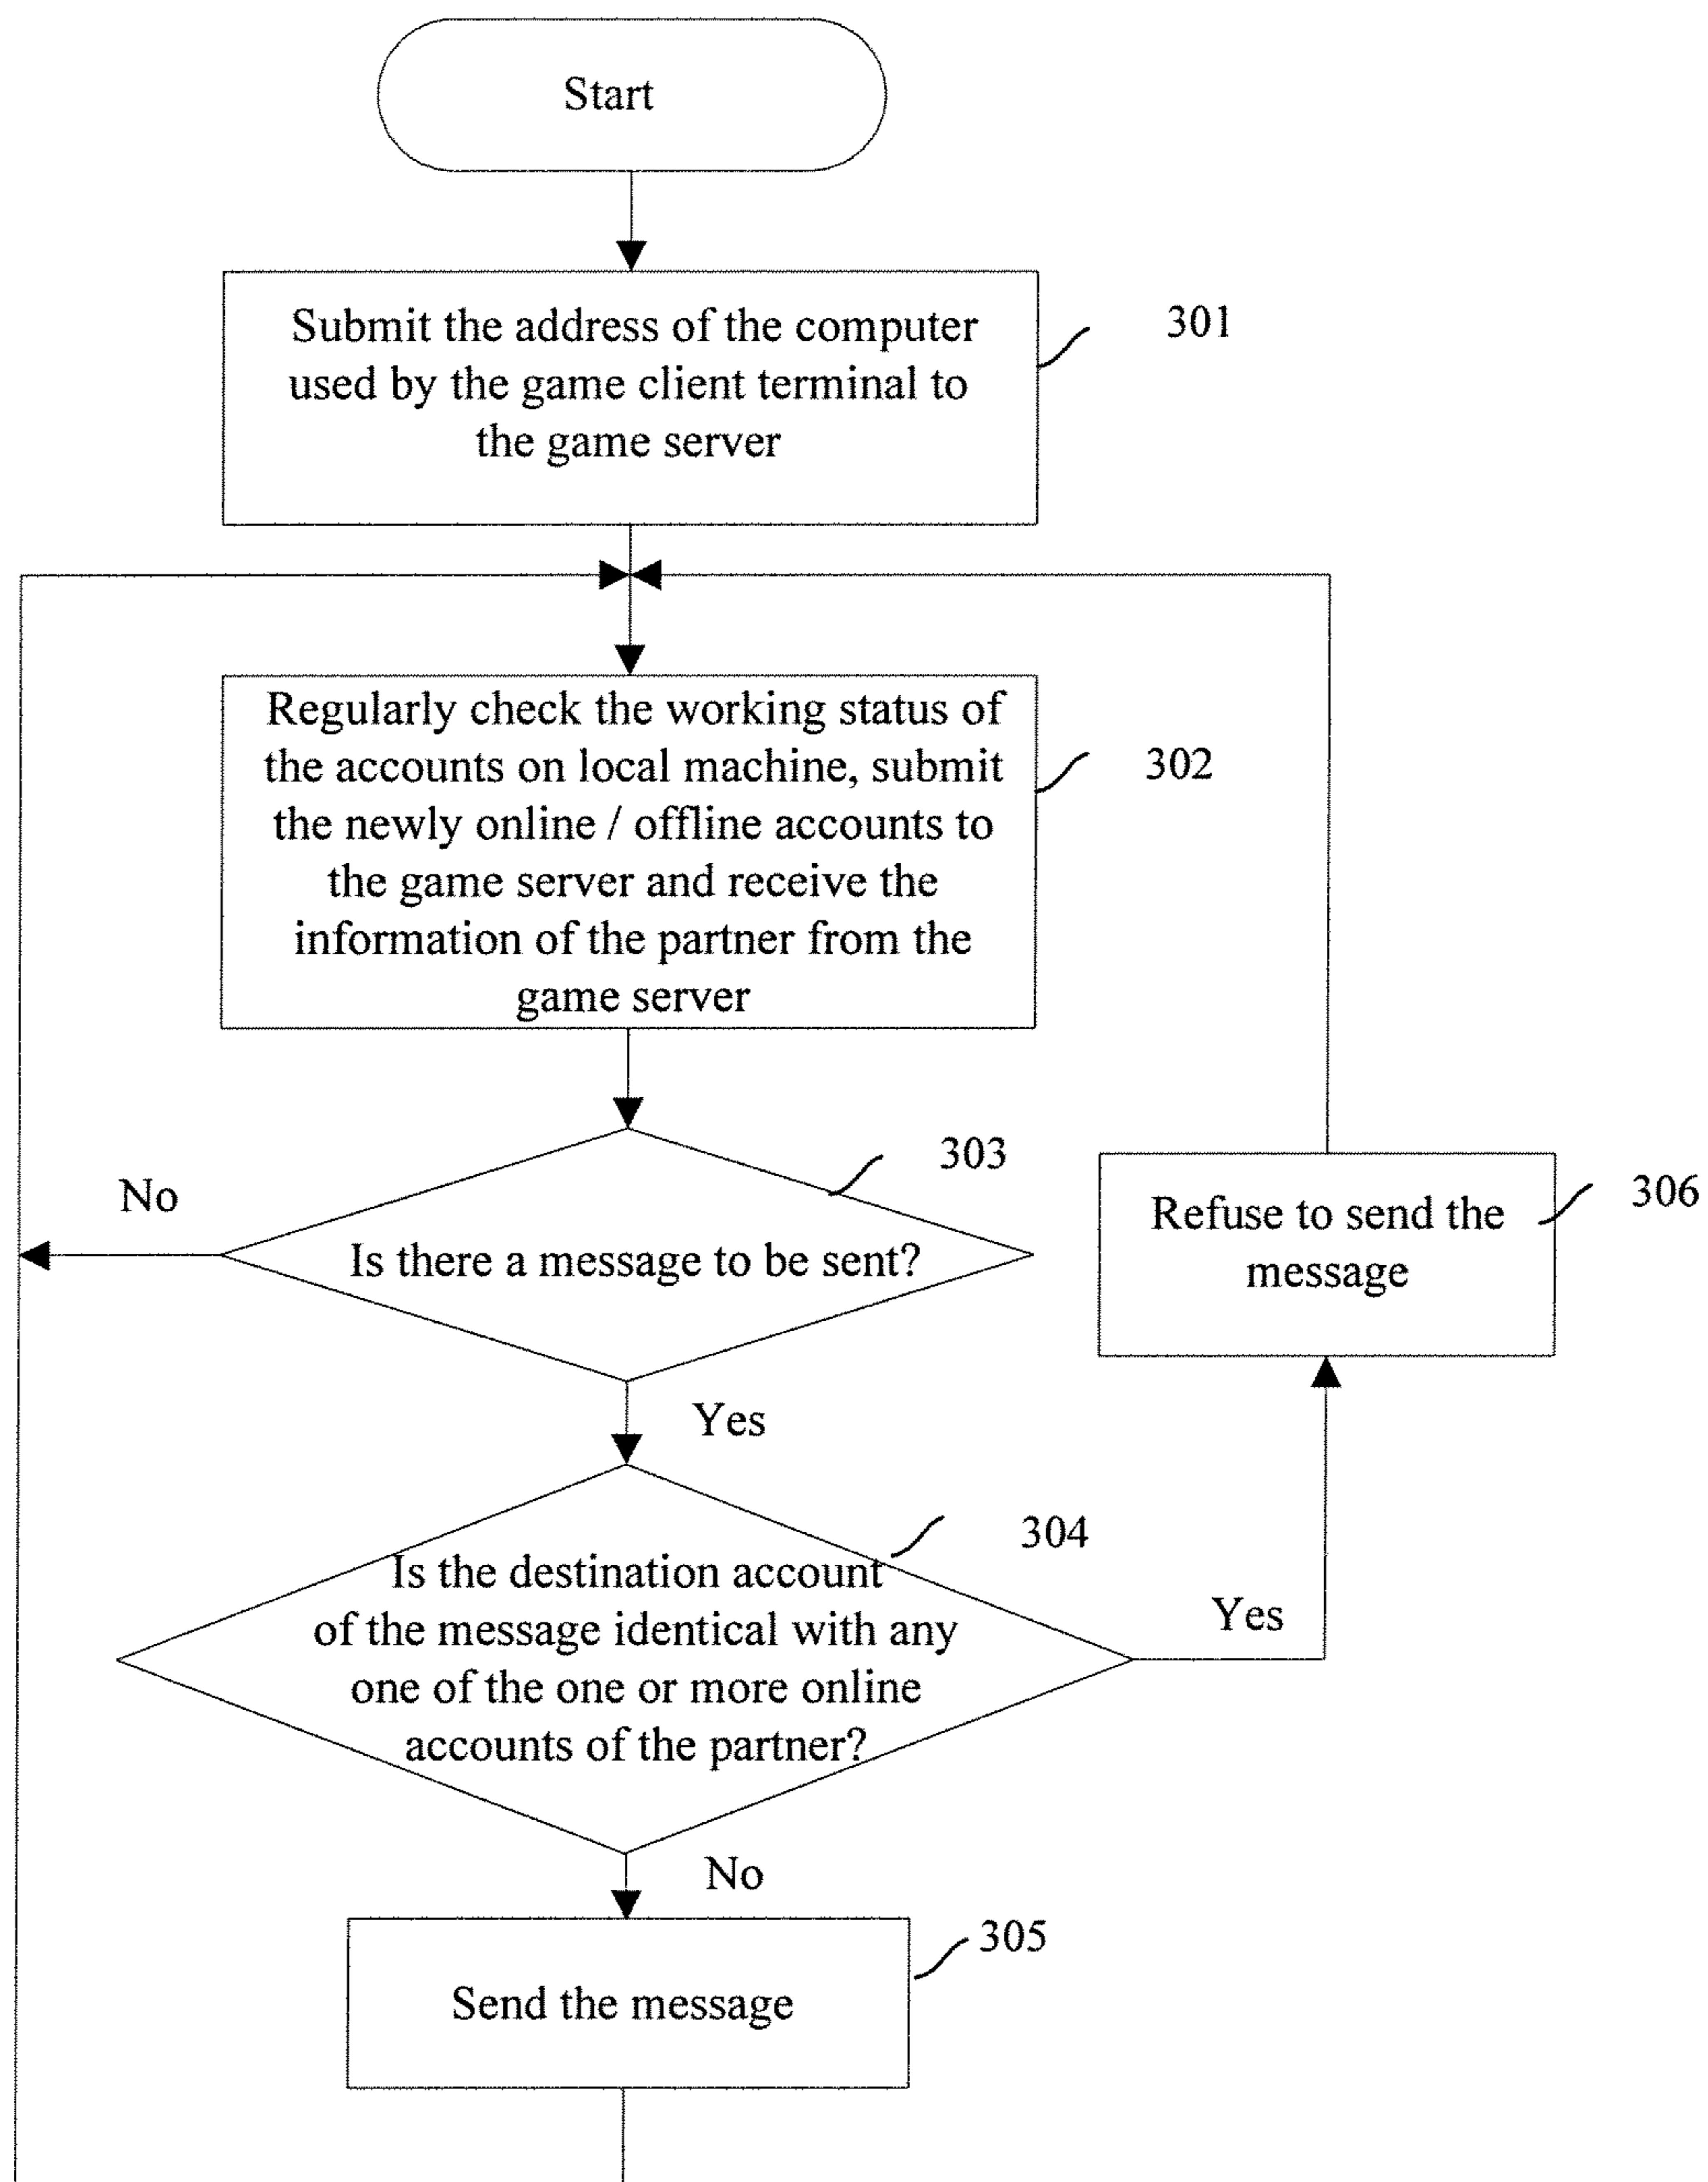 Start
Submit the address of the computer
used by the game client terminal to
the game server
301
Regularly check the working status of
the accounts on local machine, submit
the newly online / offline accounts to
the game server and receive the
information of the partner from the
game server
302
303
No
Is there a message to be sent?
Refuse to send the
message
306
Yes
304
Is the destination account
of the message identical with any
one of the one or more online
accounts of the partner?
Yes
No
305
Send the message